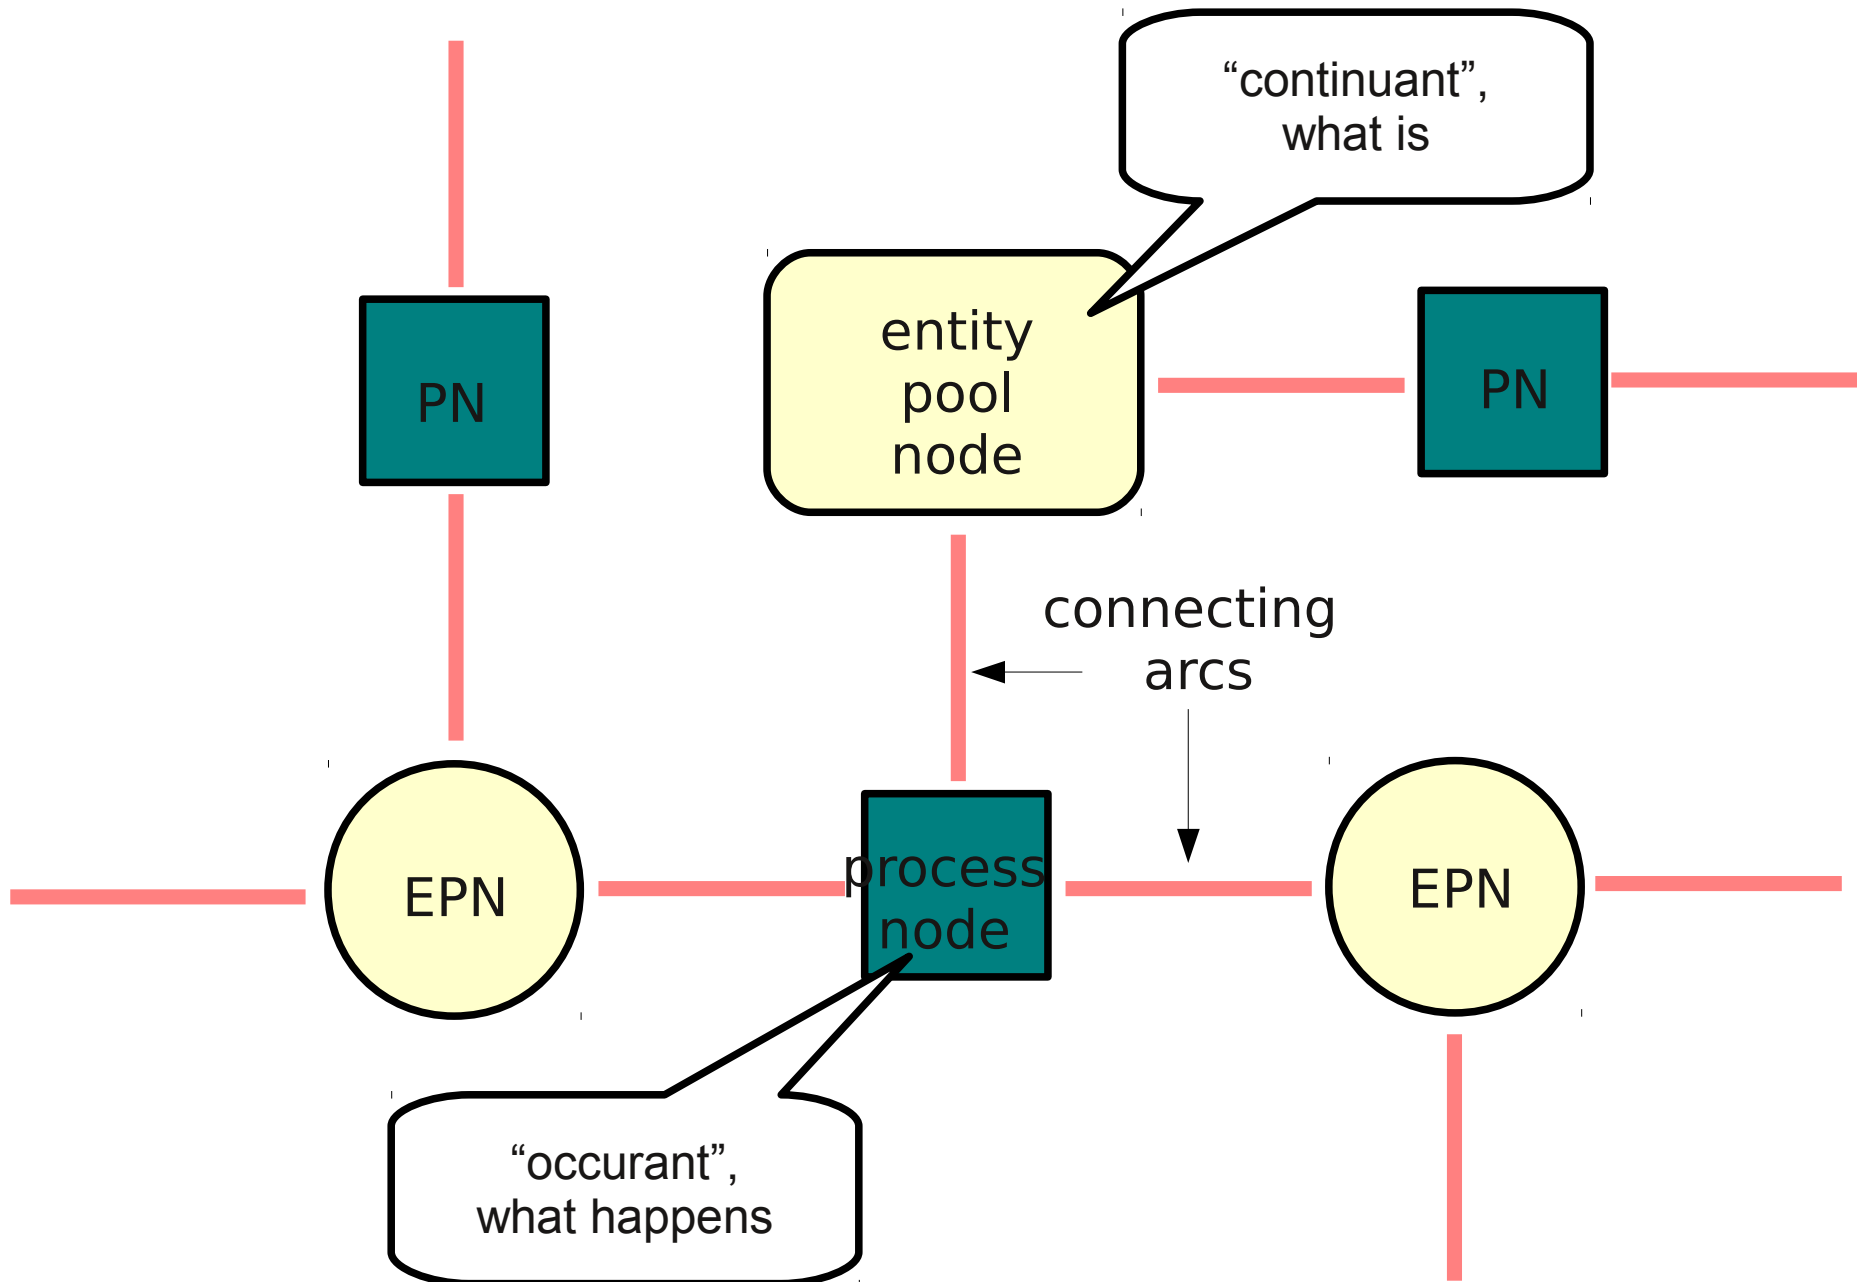 “continuant”,
what is
entity
pool
node
PN
PN
connecting
arcs
process
node
EPN
EPN
“occurant”,
what happens